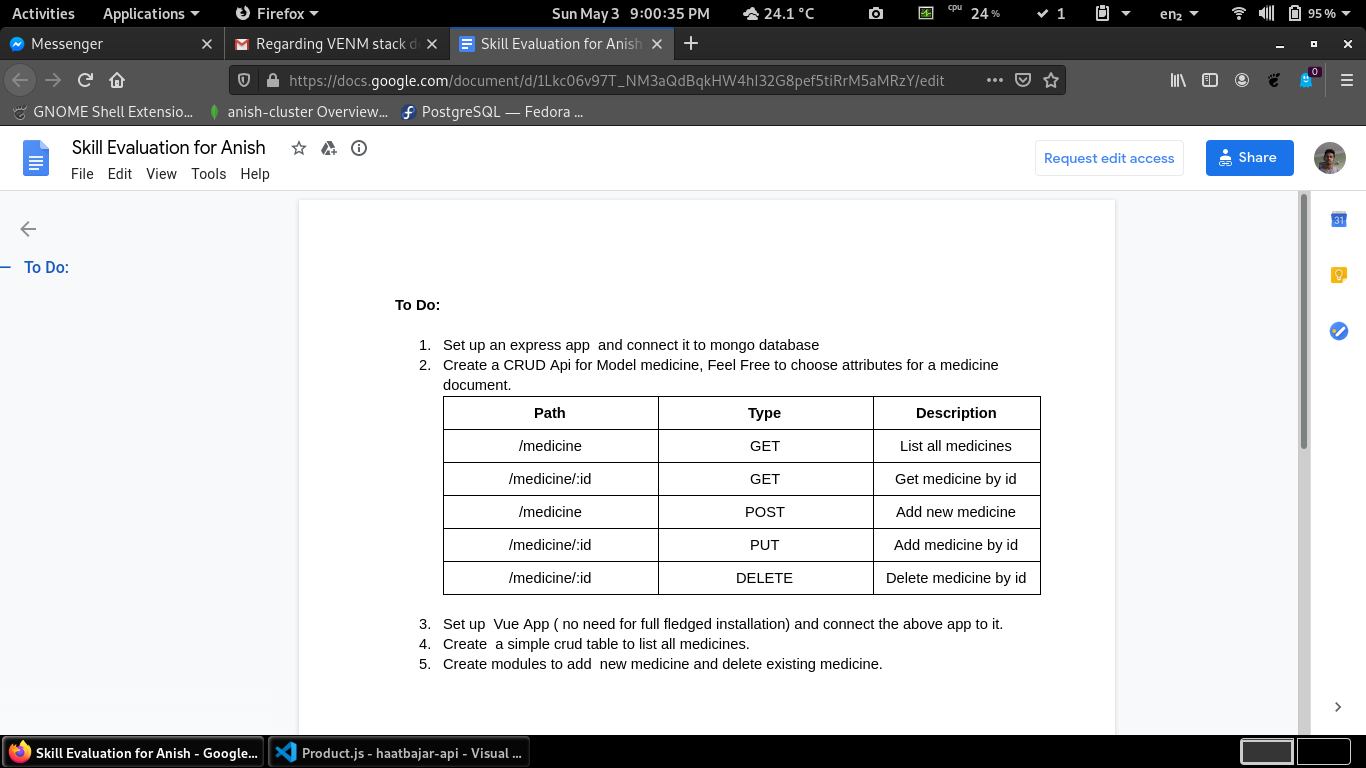 Activities Applications Firefox Sun May 3 9:00:35 PM 24.1 °C cpu 24 % 1 en₂ 95 %
Messenger Regarding VENM stack d Skill Evaluation for Anish
https://docs.google.com/document/d/1Lkc06v97T_NM3aQdBqkHW4hI32G8pef5tiRrM5aMRzY/edit 0
GNOME Shell Extensio... anish-cluster Overview... PostgreSQL — Fedora ...
Skill Evaluation for Anish
File Edit View Tools Help
Request edit access
Share
31
To Do:
To Do:
1. Set up an express app  and connect it to mongo database
2. Create a CRUD Api for Model medicine, Feel Free to choose attributes for a medicine
document.
Path Type Description
/medicine GET List all medicines
/medicine/:id GET Get medicine by id
/medicine POST Add new medicine
/medicine/:id PUT Add medicine by id
/medicine/:id DELETE Delete medicine by id
3. Set up  Vue App ( no need for full fledged installation) and connect the above app to it.
4. Create  a simple crud table to list all medicines.
5. Create modules to add  new medicine and delete existing medicine.
Skill Evaluation for Anish - Google... Product.js - haatbajar-api - Visual ...